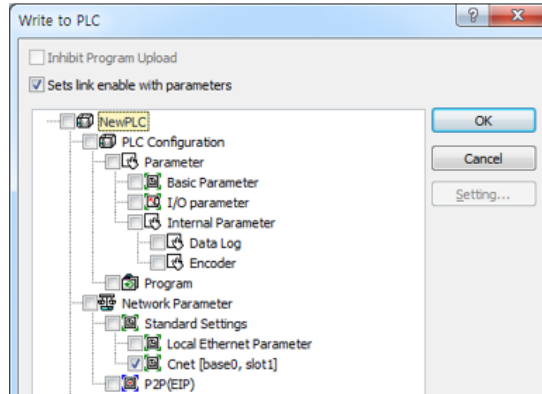 Write to PLC
Inhibit Program Upload
Sets link enable with parameters
NewPLC
OK
PLC Configuration
Parameter
Cancel
Basic Parameter
I/O parameter
Setting...
Internal Parameter
Data Log
Encoder
Program
Network Parameter
Standard Settings
Local Ethernet Parameter
Cnet [base0, slot1]
P2P(EIP)